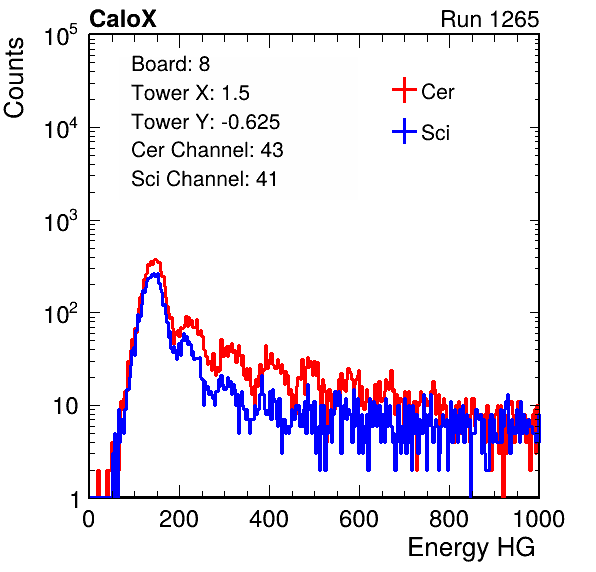 CaloX Run 1265
Counts
10^5
10^4
10^3
10^2
10
1
Board: 8
Tower X: 1.5
Tower Y: -0.625
Cer Channel: 43
Sci Channel: 41
Cer
Sci
0 200 400 600 800 1000
Energy HG